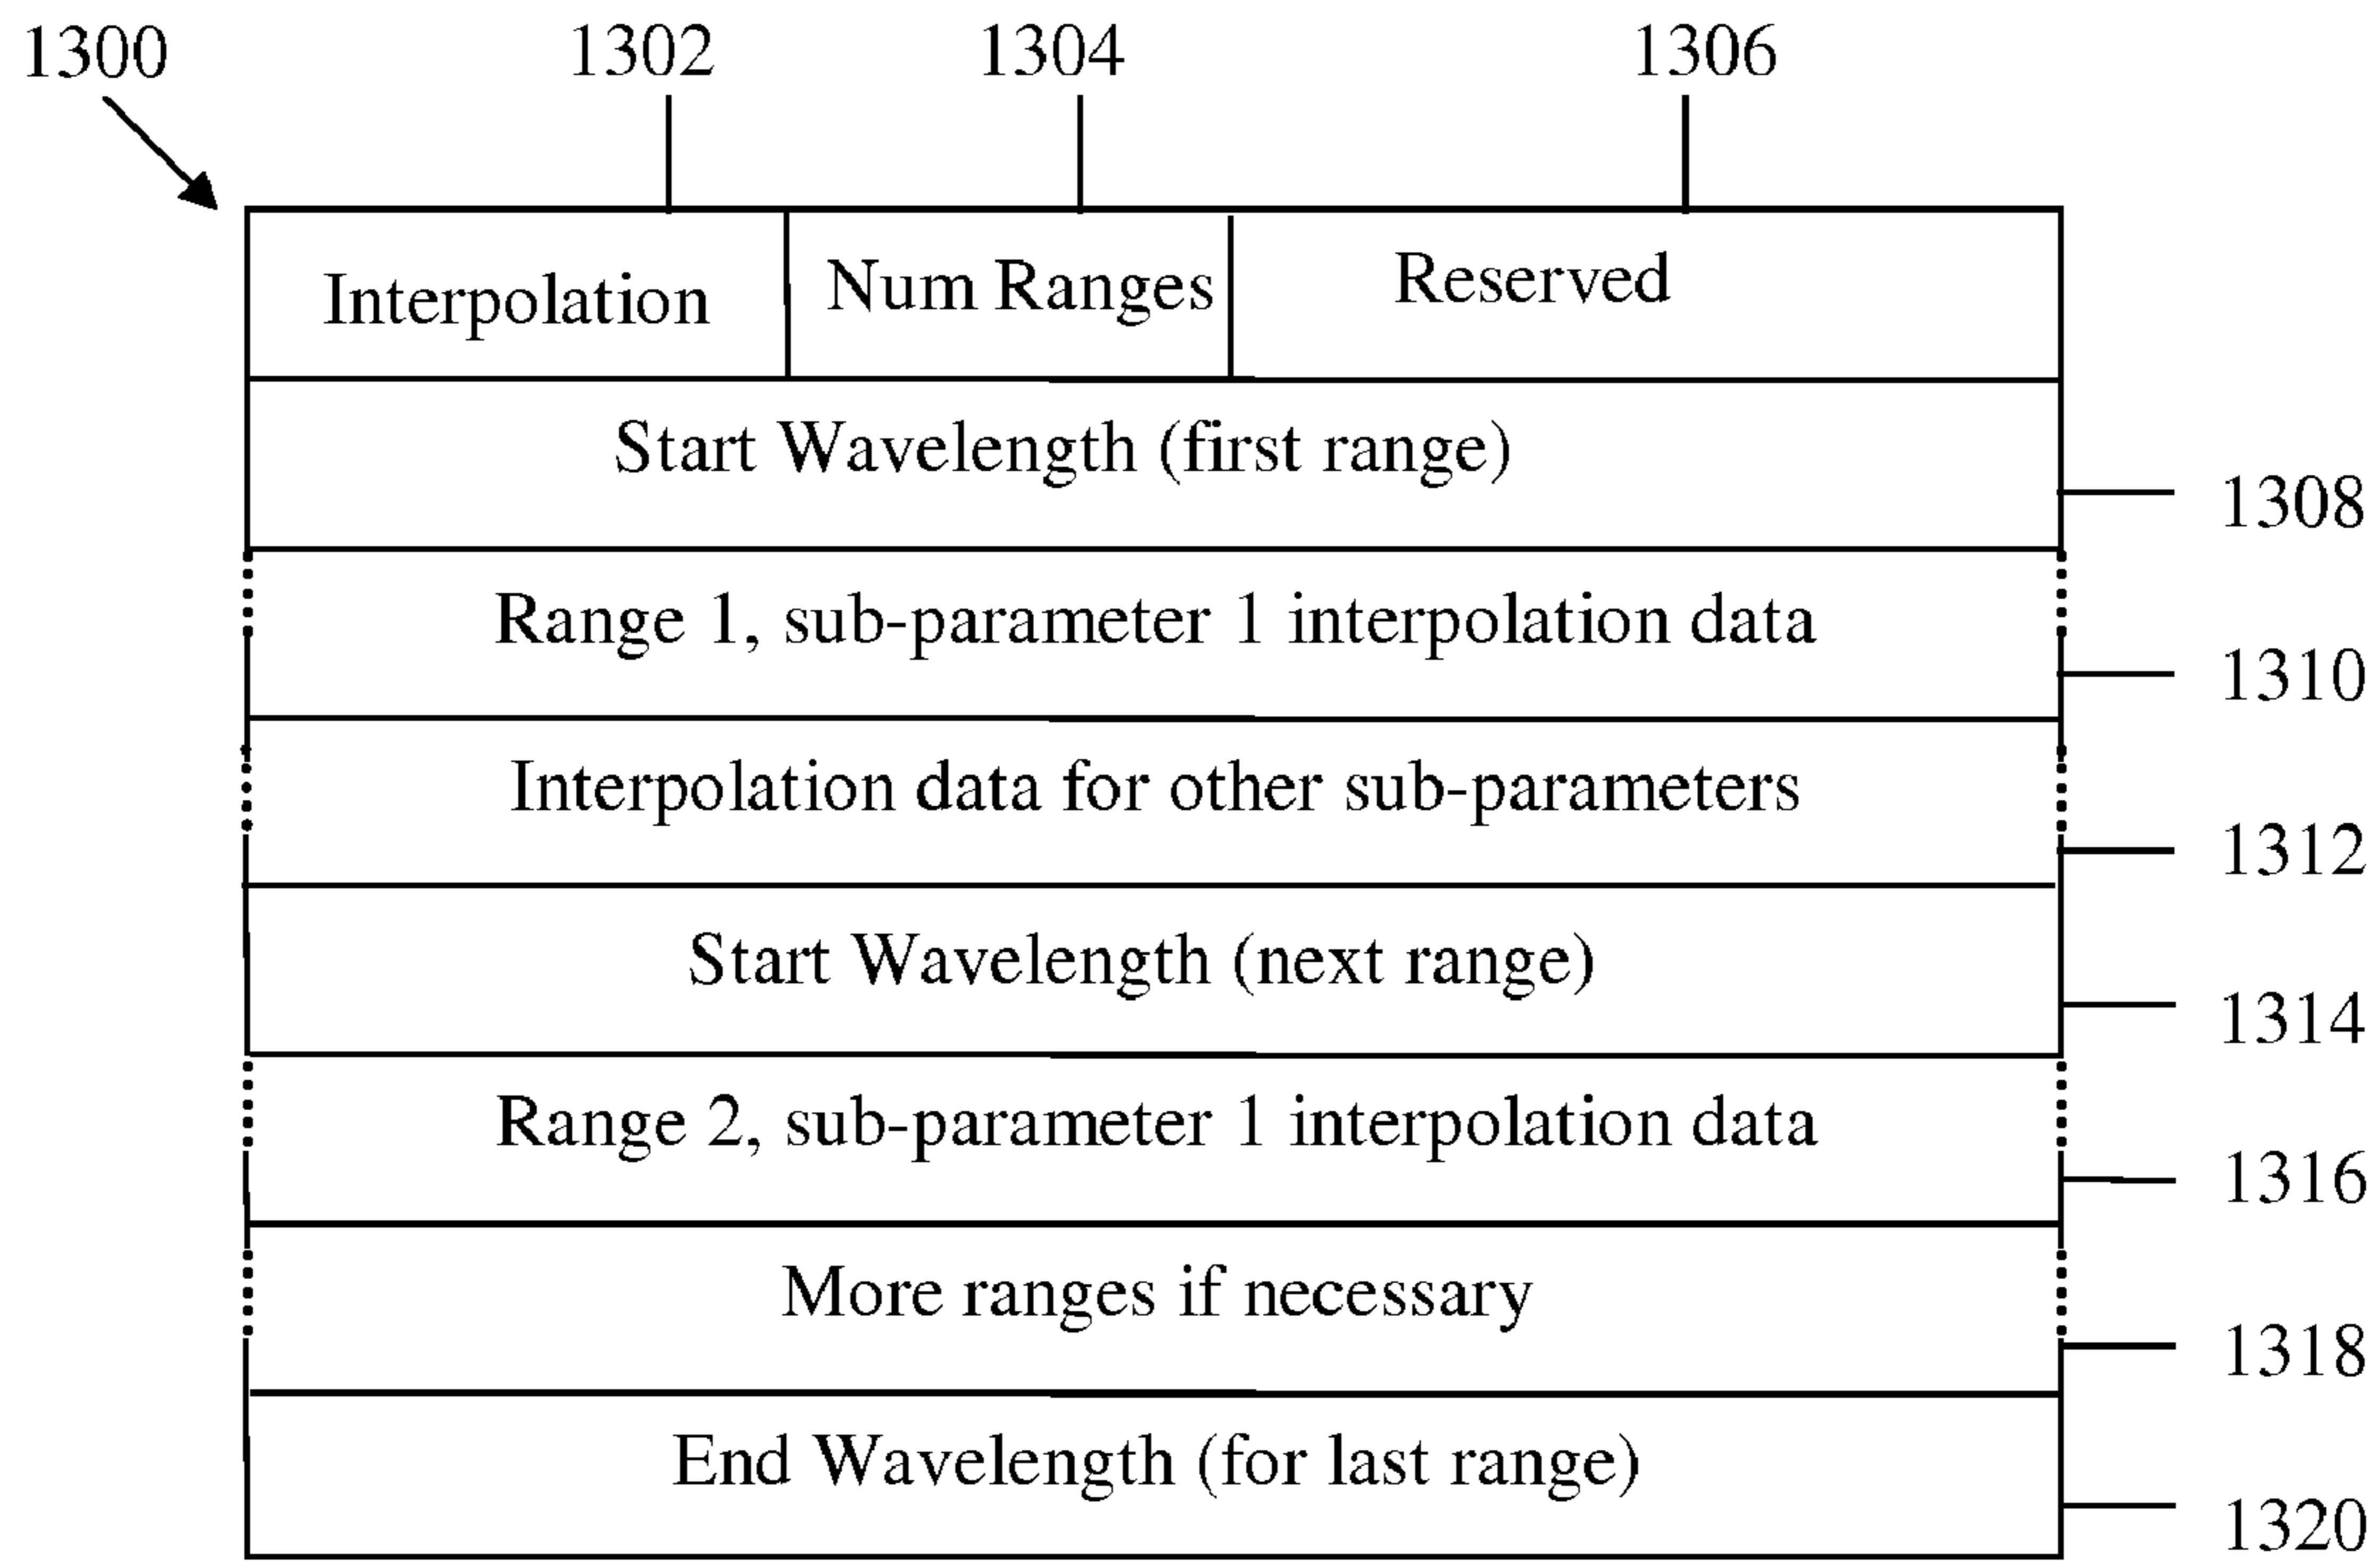 1300 1302 1304 1306
Interpolation Num Ranges Reserved
Start Wavelength (first range)
1308
Range 1, sub-parameter 1 interpolation data
1310
Interpolation data for other sub-parameters
1312
Start Wavelength (next range)
1314
Range 2, sub-parameter 1 interpolation data
1316
More ranges if necessary
1318
End Wavelength (for last range)
1320